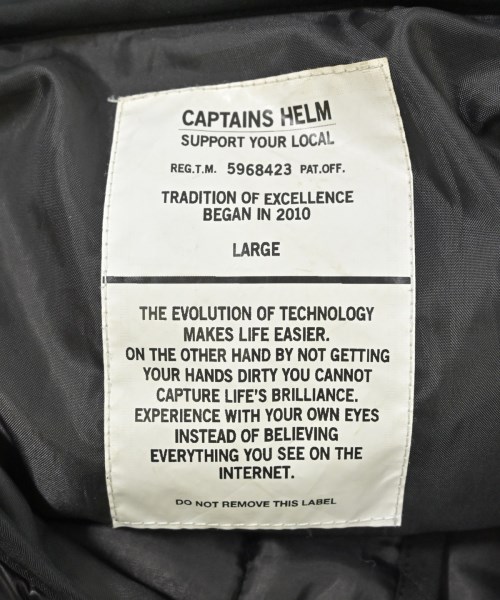 CAPTAINS HELM
SUPPORT YOUR LOCAL
REG.T.M. 5968423 PAT.OFF.
TRADITION OF EXCELLENCE
BEGAN IN 2010
LARGE
THE EVOLUTION OF TECHNOLOGY
MAKES LIFE EASIER.
ON THE OTHER HAND BY NOT GETTING
YOUR HANDS DIRTY YOU CANNOT
CAPTURE LIFE'S BRILLIANCE.
EXPERIENCE WITH YOUR OWN EYES
INSTEAD OF BELIEVING
EVERYTHING YOU SEE ON THE
INTERNET.
DO NOT REMOVE THIS LABEL